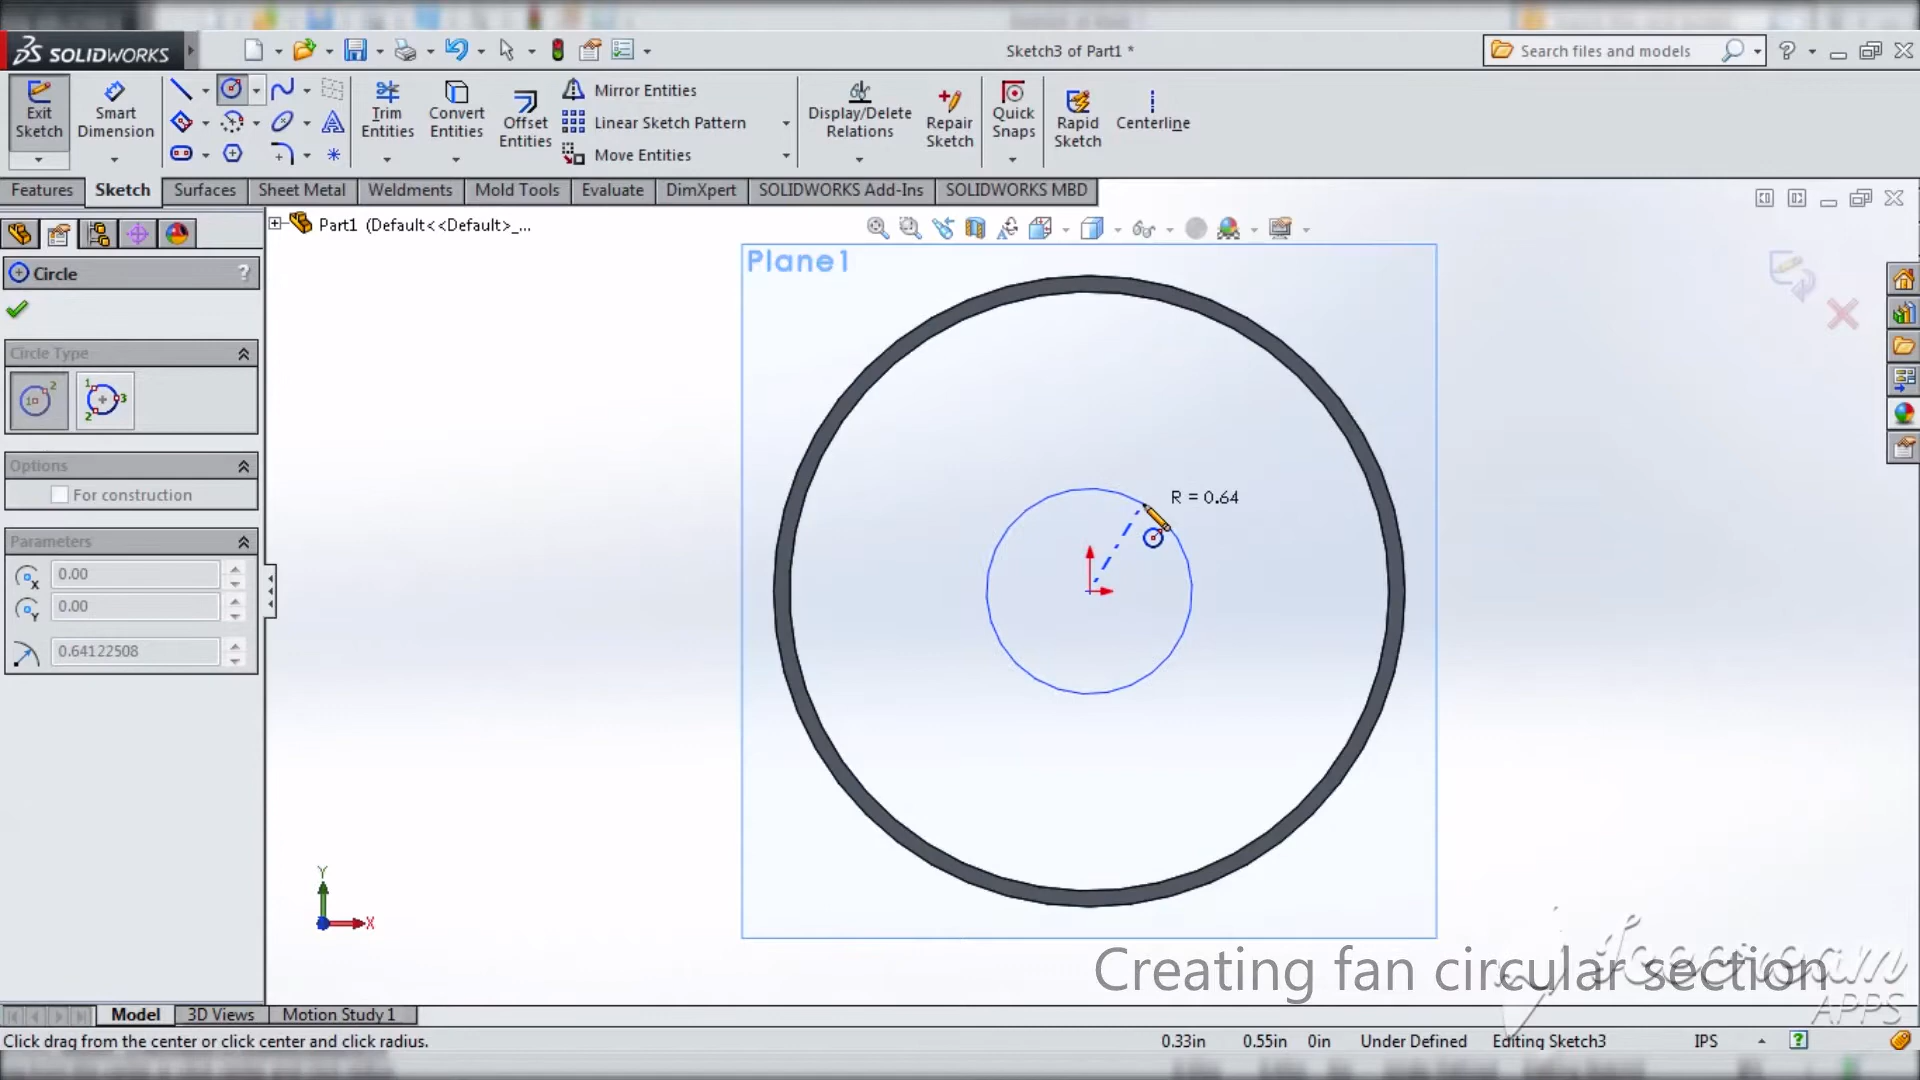 SOLIDWORKS
Sketch3 of Part1 *
Search files and models
Exit Sketch
Smart Dimension
Trim Entities
Convert Entities
Offset Entities
Mirror Entities
Linear Sketch Pattern
Move Entities
Display/Delete Relations
Repair Sketch
Quick Snaps
Rapid Sketch
Centerline
Features
Sketch
Surfaces
Sheet Metal
Weldments
Mold Tools
Evaluate
DimXpert
SOLIDWORKS Add-Ins
SOLIDWORKS MBD
Part1 (Default<<Default>_...
Circle
?
Circle Type
Options
For construction
Parameters
0.00
0.00
0.64122508
Plane1
R = 0.64
Y
X
Creating fan circular section
Icecream
APPS
Model
3D Views
Motion Study 1
Click drag from the center or click center and click radius.
0.33in
0.55in
0in
Under Defined
Editing Sketch3
IPS